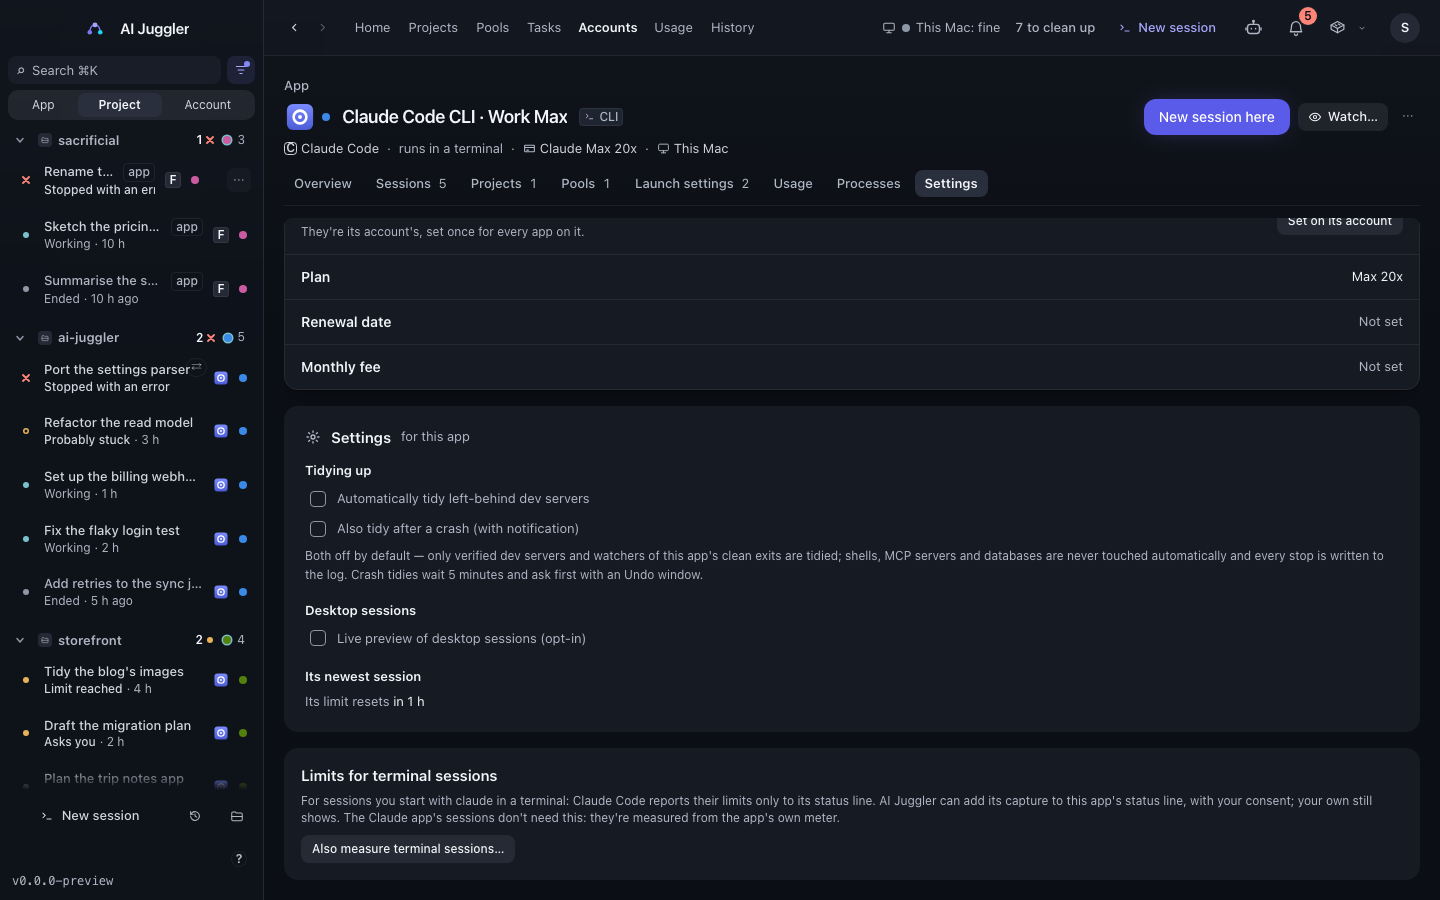 AI Juggler
Search ⌘K
App Project Account
sacrificial 1 3
Rename t... app F
Stopped with an err
Sketch the pricin... app F
Working · 10 h
Summarise the s... app F
Ended · 10 h ago
ai-juggler 2 5
Port the settings parser
Stopped with an error
Refactor the read model
Probably stuck · 3 h
Set up the billing webh...
Working · 1 h
Fix the flaky login test
Working · 2 h
Add retries to the sync j...
Ended · 5 h ago
storefront 2 4
Tidy the blog's images
Limit reached · 4 h
Draft the migration plan
Asks you · 2 h
Plan the trip notes app
New session
?
v0.0.0-preview
Home Projects Pools Tasks Accounts Usage History
This Mac: fine 7 to clean up New session 5 S
App
Claude Code CLI · Work Max CLI
New session here Watch... ...
Claude Code · runs in a terminal · Claude Max 20x · This Mac
Overview Sessions 5 Projects 1 Pools 1 Launch settings 2 Usage Processes Settings
They're its account's, set once for every app on it. Set on its account
Plan Max 20x
Renewal date Not set
Monthly fee Not set
Settings for this app
Tidying up
Automatically tidy left-behind dev servers
Also tidy after a crash (with notification)
Both off by default — only verified dev servers and watchers of this app's clean exits are tidied; shells, MCP servers and databases are never touched automatically and every stop is written to
the log. Crash tidies wait 5 minutes and ask first with an Undo window.
Desktop sessions
Live preview of desktop sessions (opt-in)
Its newest session
Its limit resets in 1 h
Limits for terminal sessions
For sessions you start with claude in a terminal: Claude Code reports their limits only to its status line. AI Juggler can add its capture to this app's status line, with your consent; your own still
shows. The Claude app's sessions don't need this: they're measured from the app's own meter.
Also measure terminal sessions...